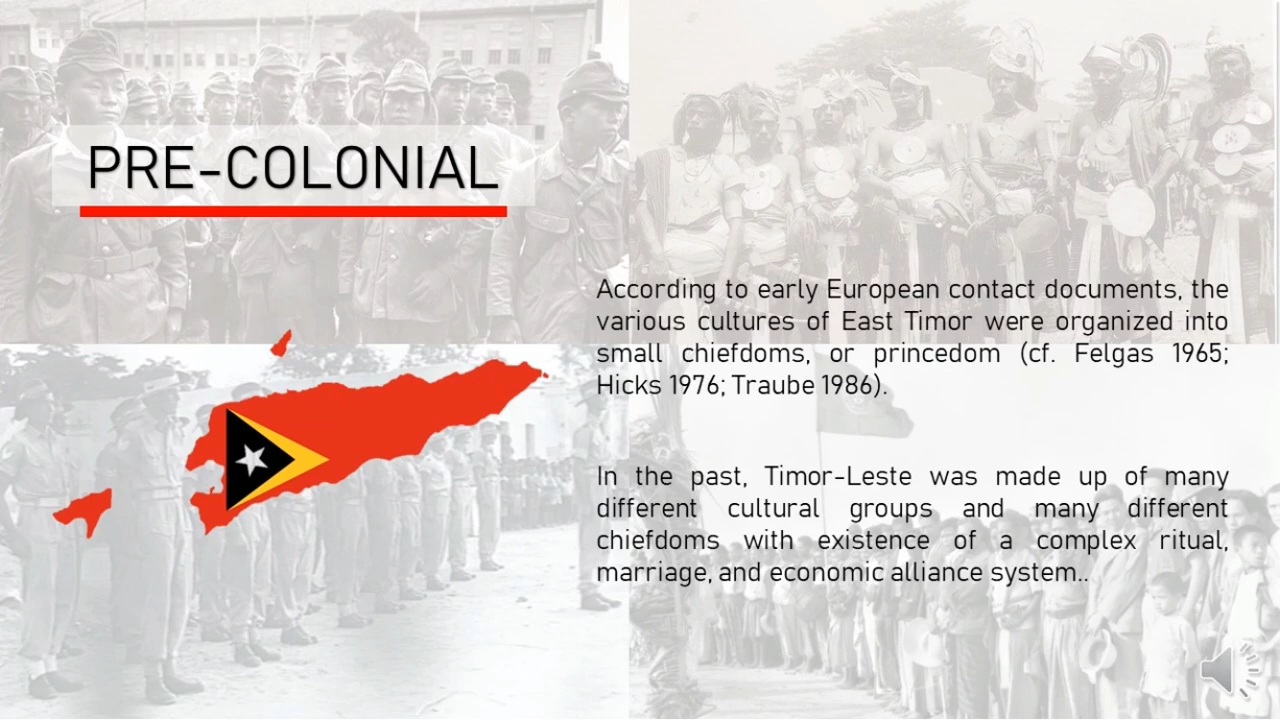 PRE-COLONIAL
According to early European contact documents, the
various cultures of East Timor were organized into
small chiefdoms, or princedom (cf. Felgas 1965;
Hicks 1976; Traube 1986).
In the past, Timor-Leste was made up of many
different cultural groups and many different
chiefdoms with existence of a complex ritual,
marriage, and economic alliance system..